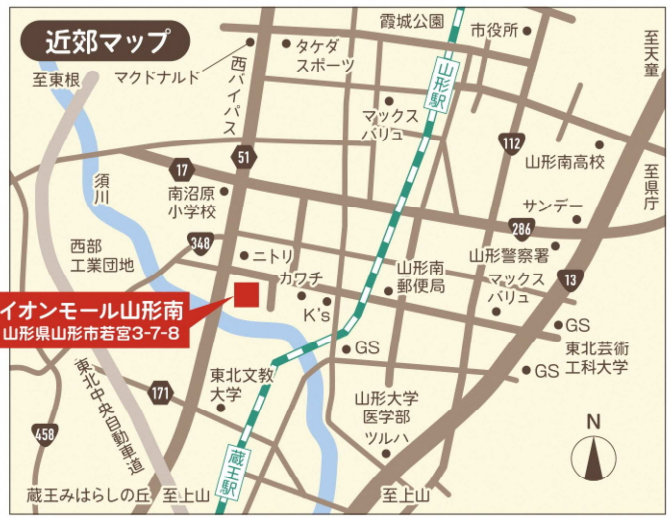 近郊マップ
霞城公園
市役所
至天童
至東根
マクドナルド
西バイパス
タケダ
スポーツ
山形駅
マックス
バリュ
112
山形南高校
51
17
須川
南沼原
小学校
至県庁
サンデー
286
西部
工業団地
348
ニトリ
カワチ
K's
山形南
郵便局
山形警察署
マックス
バリュ
13
イオンモール山形南
山形県山形市若宮3-7-8
GS
GS
東北芸術
工科大学
GS
東北中央自動車道
171
東北文教
大学
山形大学
医学部
ツルハ
458
蔵王駅
N
蔵王みはらしの丘
至上山
至上山